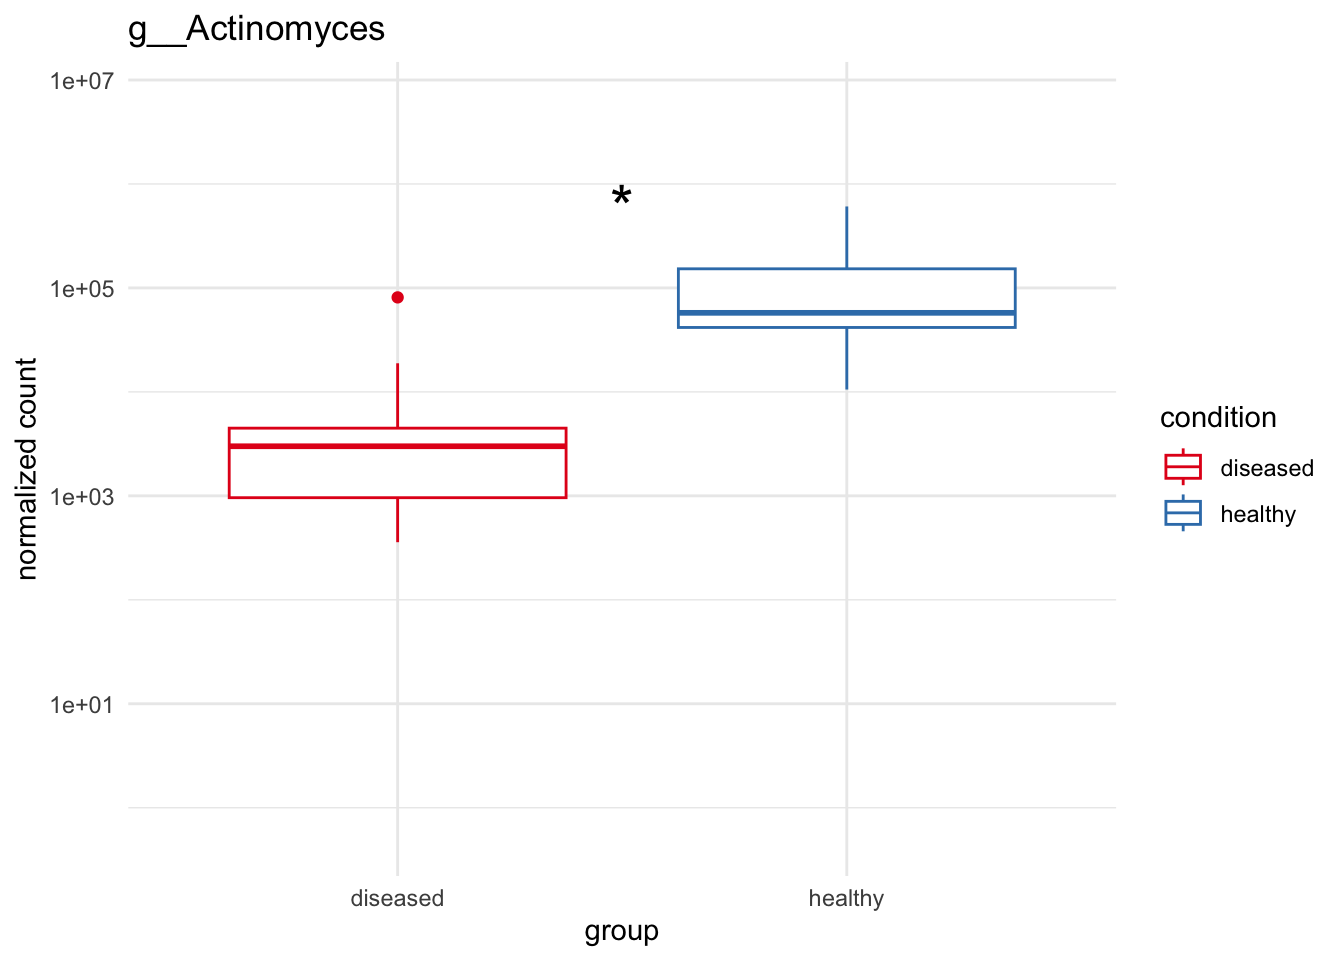 g__Actinomyces
1e+07
1e+05
1e+03
1e+01
normalized count
*
diseased
healthy
group
condition
diseased
healthy